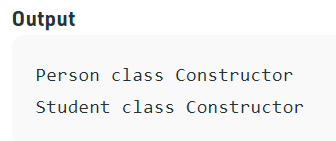 Output
Person class Constructor
Student class Constructor